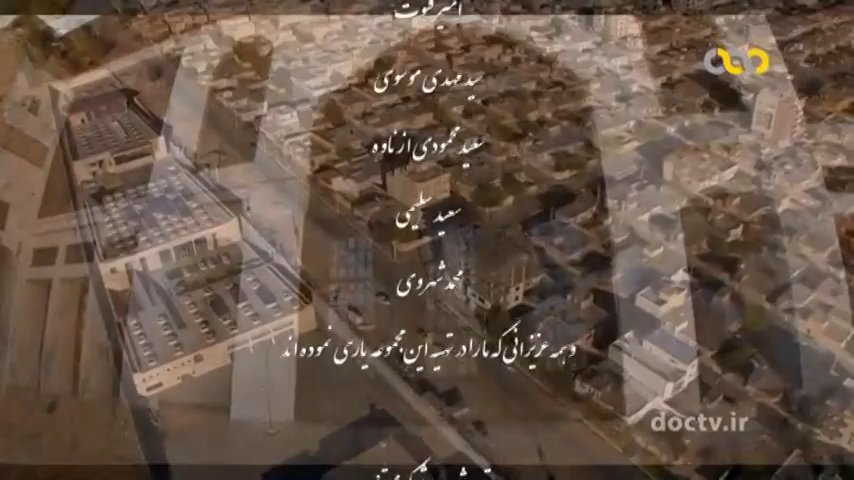 سید مهدی موسوی
سعید محمودی ازناوه
سعید سلیمی
محمد شهروی
و همه عزیزانی که ما را در تهیه این مجموعه یاری نموده اند
doctv.ir